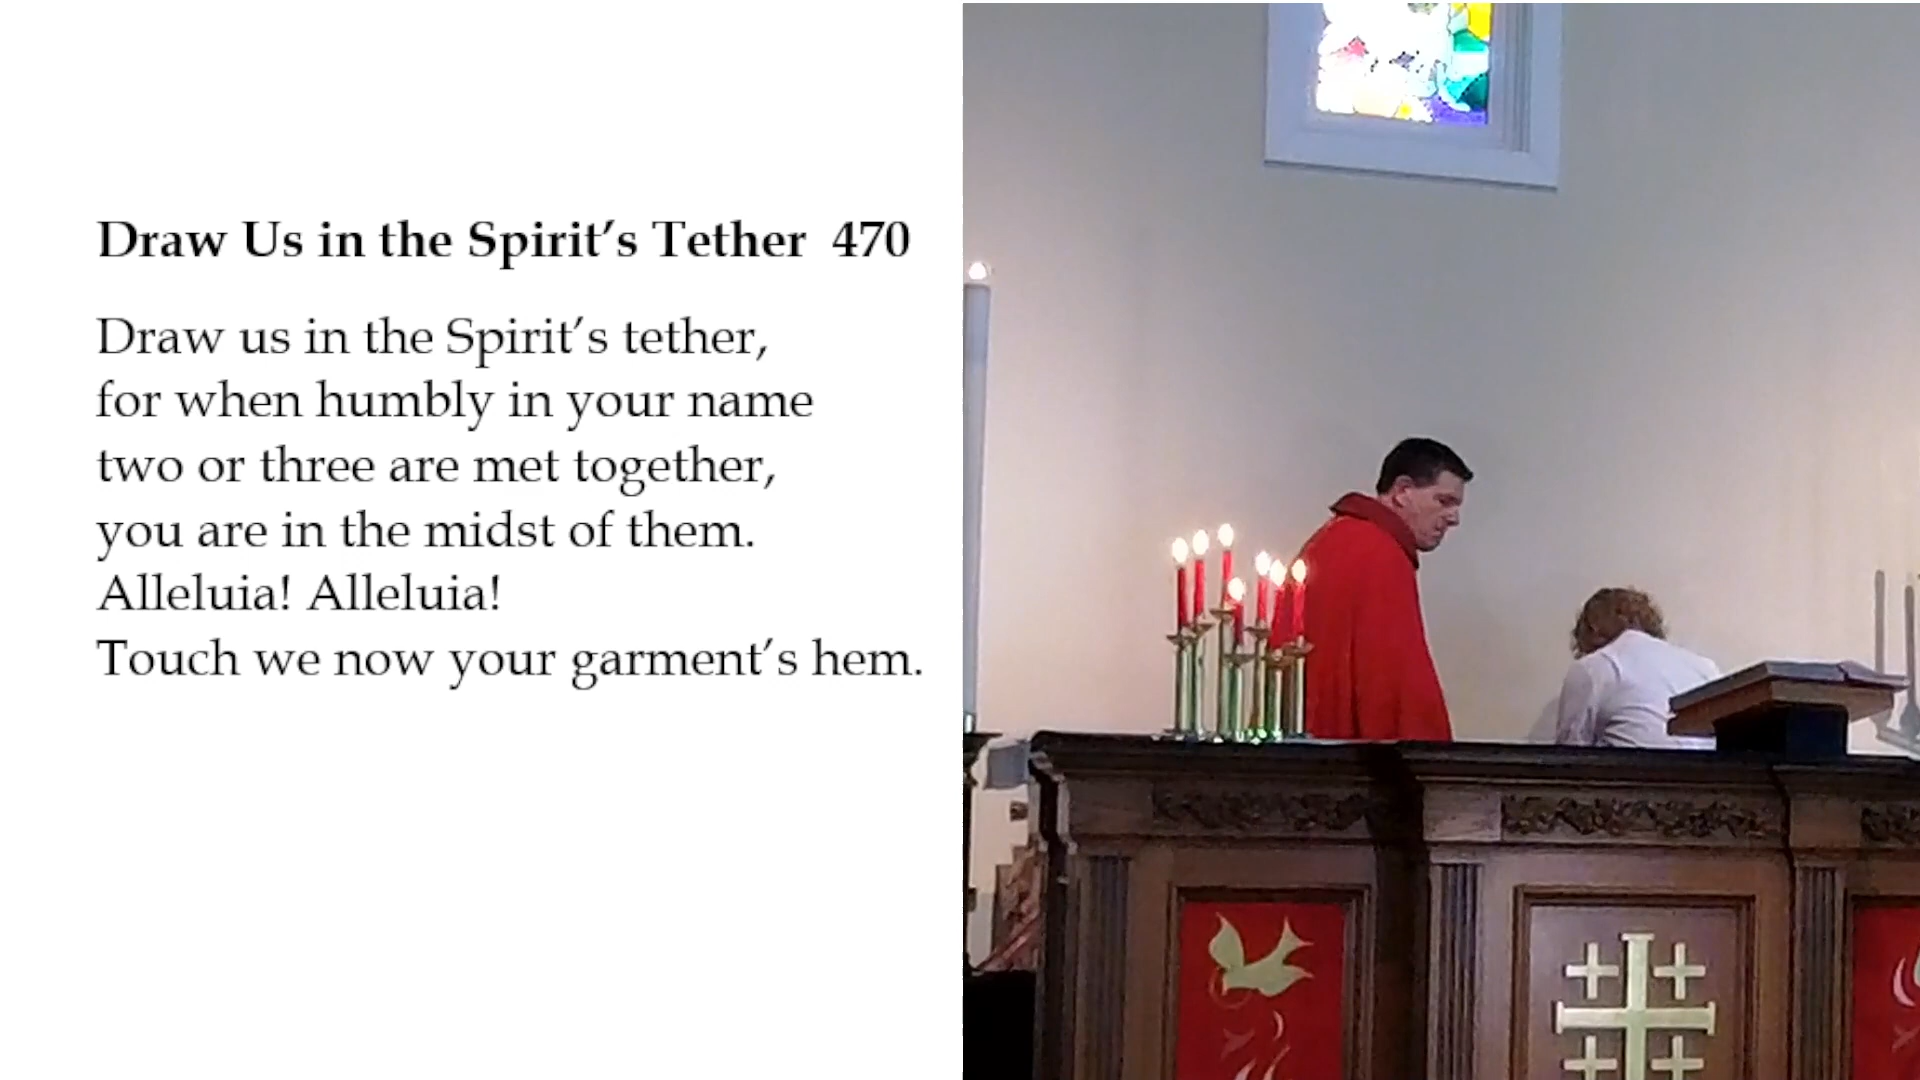 Draw Us in the Spirit’s Tether 470
Draw us in the Spirit’s tether,
for when humbly in your name
two or three are met together,
you are in the midst of them.
Alleluia! Alleluia!
Touch we now your garment’s hem.